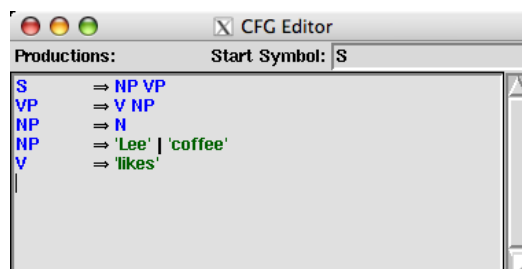 X CFG Editor
Productions: Start Symbol: S
S ⇒ NP VP
VP ⇒ V NP
NP ⇒ N
NP ⇒ 'Lee' | 'coffee'
V ⇒ 'likes'